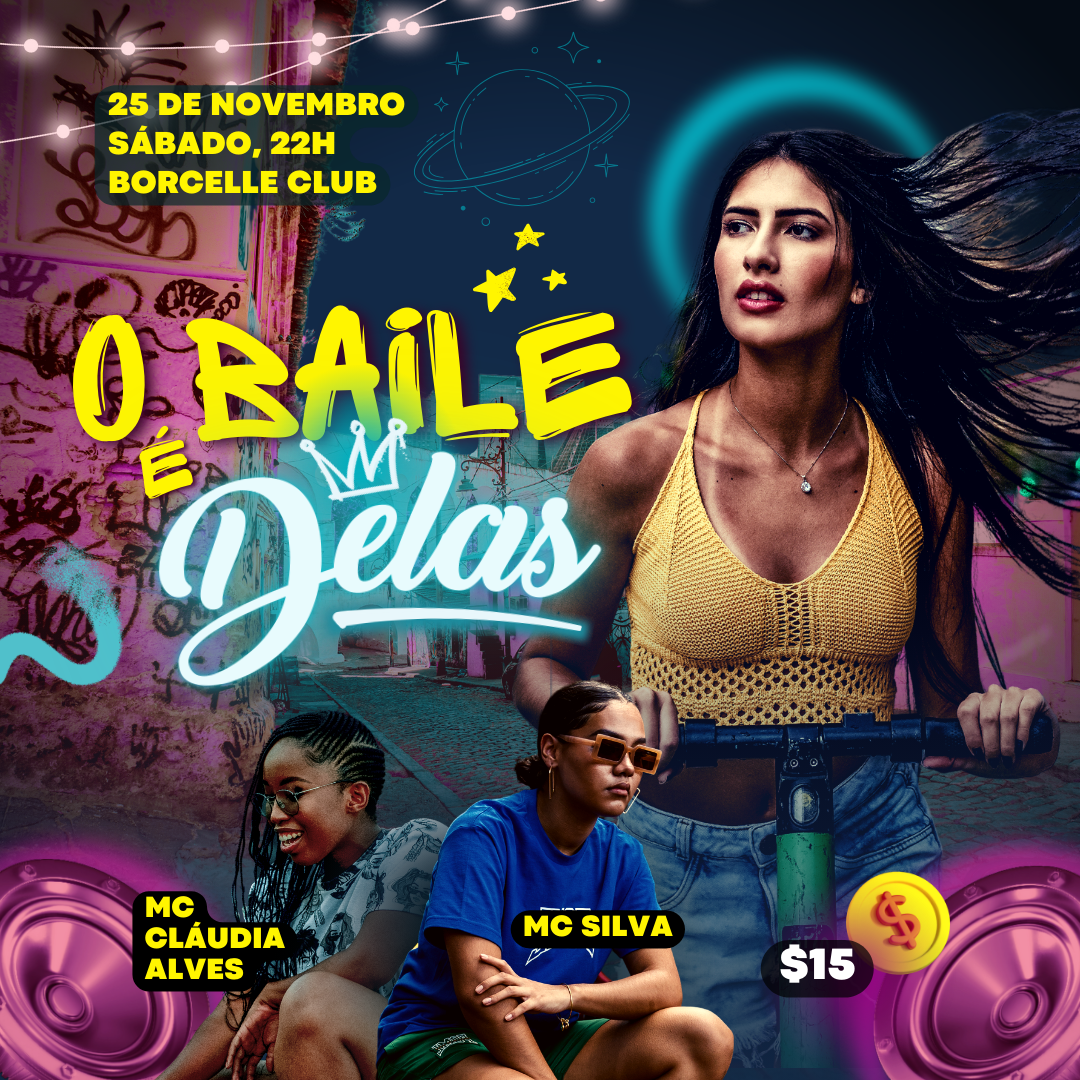 25 DE NOVEMBRO
SÁBADO, 22H
BORCELLE CLUB
O BAILE
É
Delas
MC
CLÁUDIA
ALVES
MC SILVA
$15